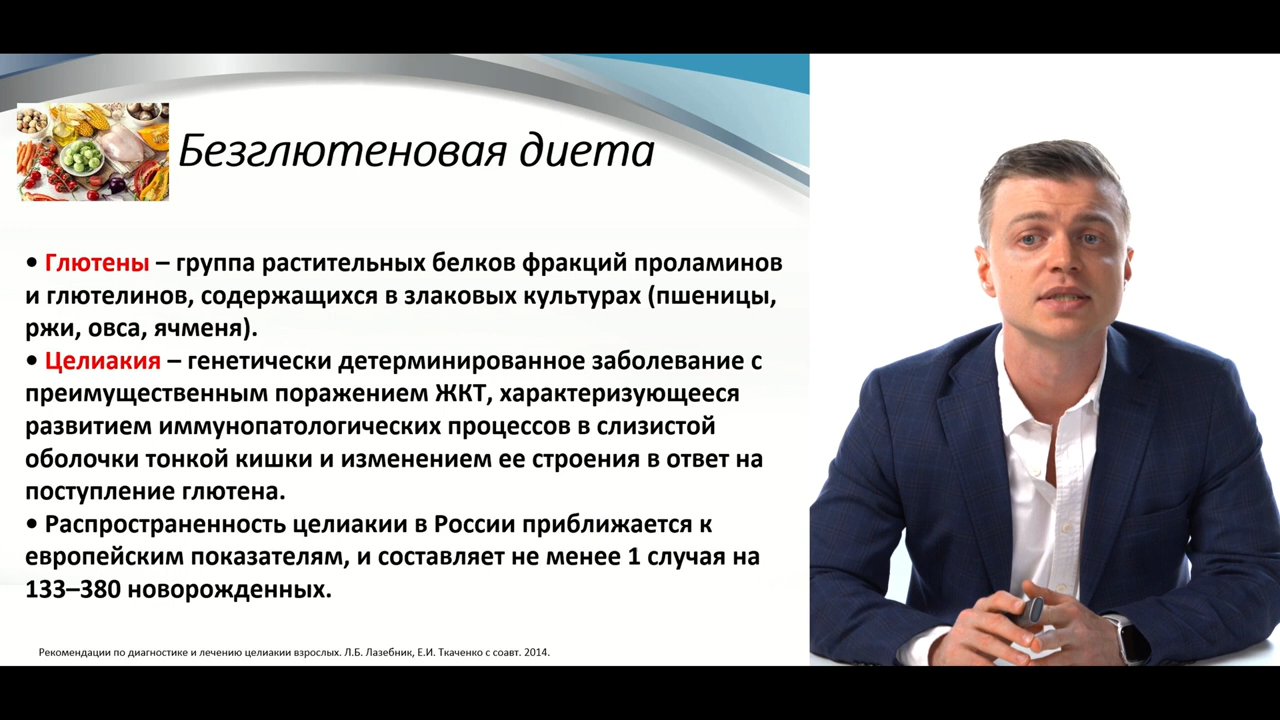 Безглютеновая диета
• Глютены – группа растительных белков фракций проламинов
и глютелинов, содержащихся в злаковых культурах (пшеницы,
ржи, овса, ячменя).
• Целиакия – генетически детерминированное заболевание с
преимущественным поражением ЖКТ, характеризующееся
развитием иммунопатологических процессов в слизистой
оболочки тонкой кишки и изменением ее строения в ответ на
поступление глютена.
• Распространенность целиакии в России приближается к
европейским показателям, и составляет не менее 1 случая на
133–380 новорожденных.
Рекомендации по диагностике и лечению целиакии взрослых. Л.Б. Лазебник, Е.И. Ткаченко с соавт. 2014.